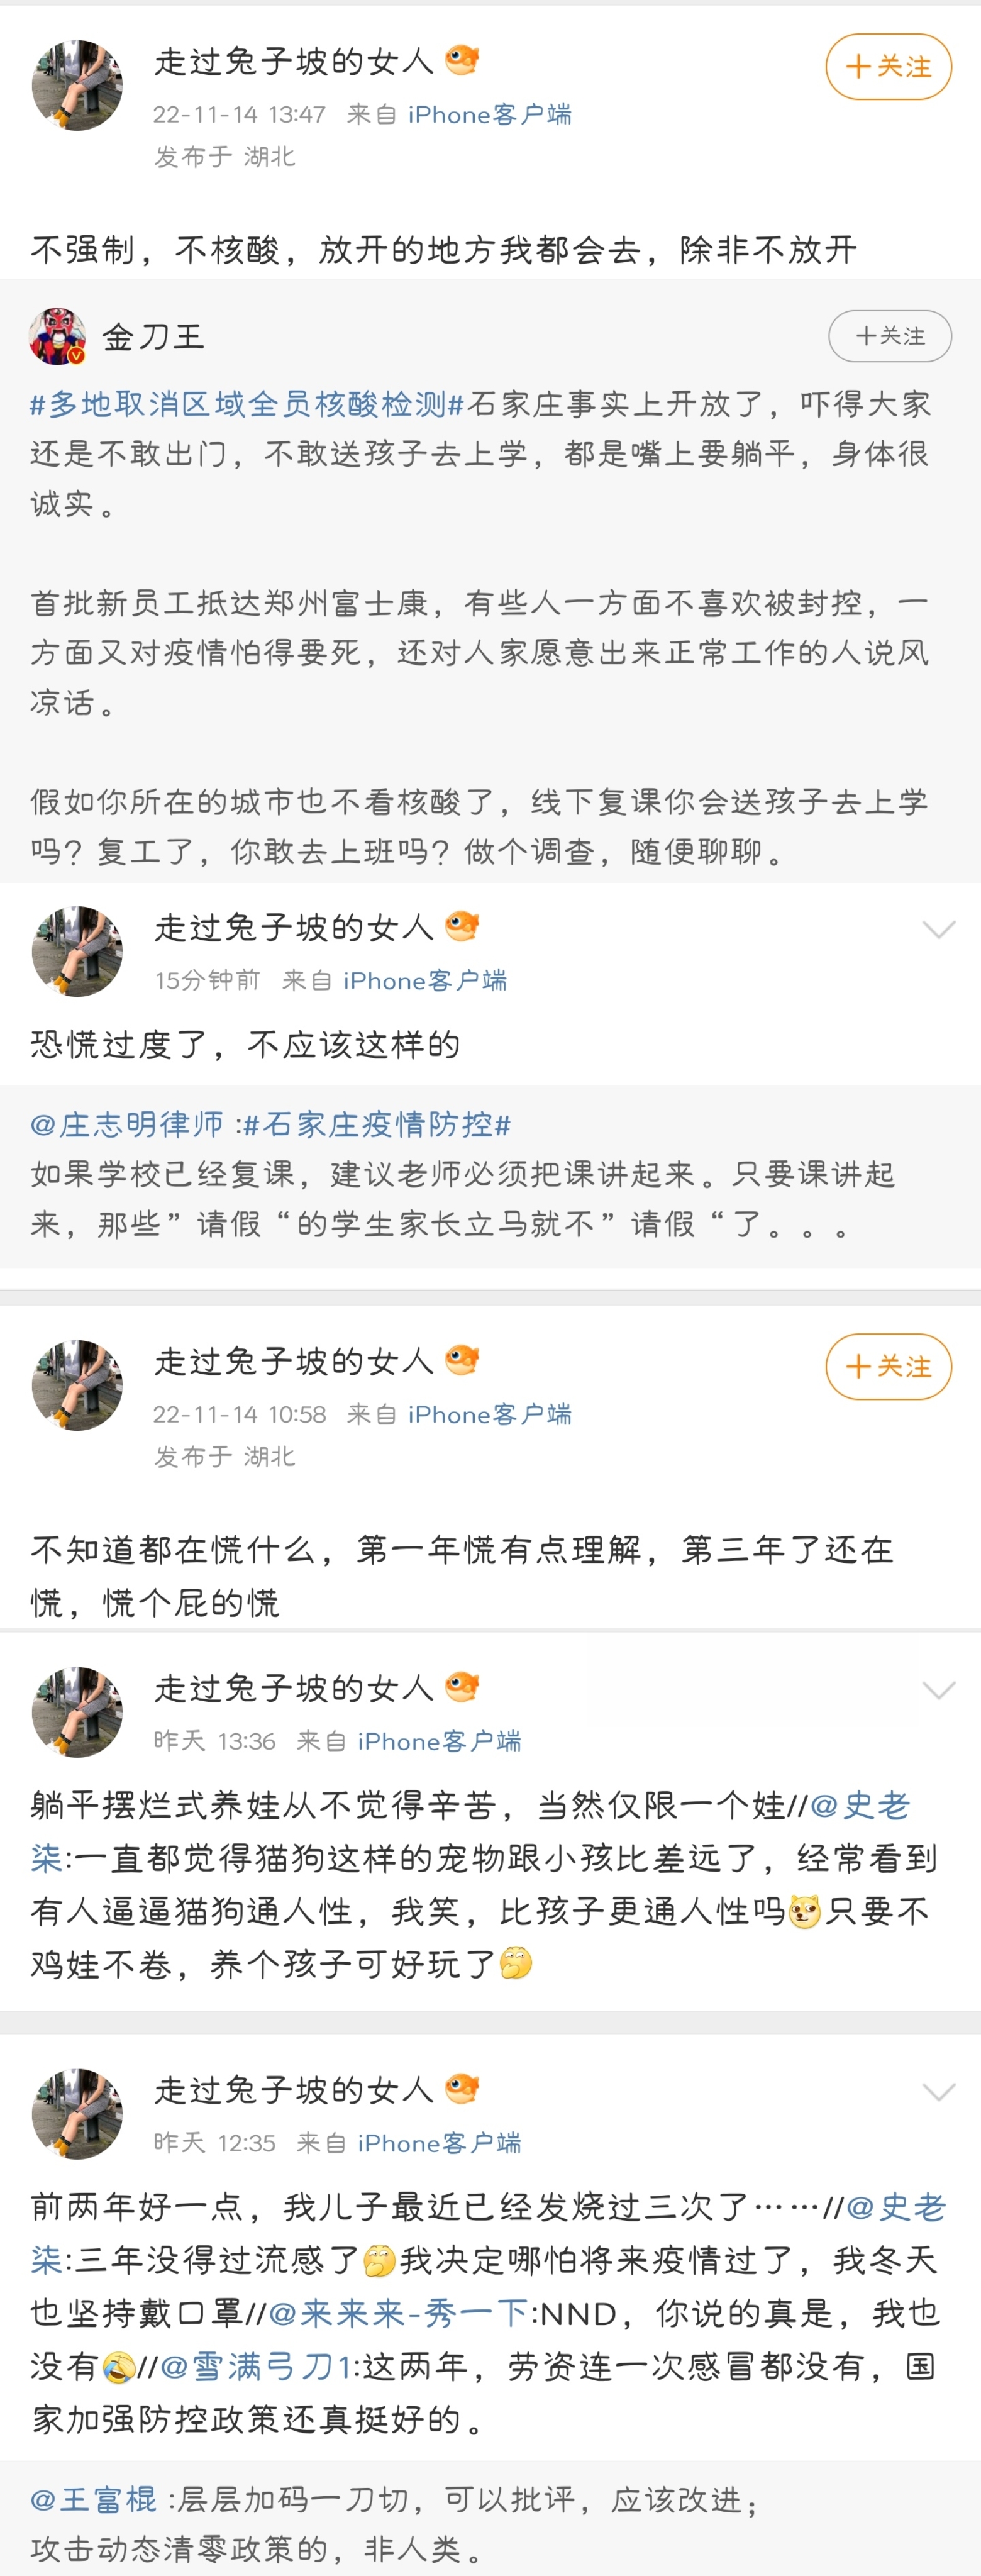 走过兔子坡的女人
十关注
22-11-14 13:47 来自 iPhone客户端
发布于 湖北
不强制，不核酸，放开的地方我都会去，除非不放开
金刀王
十关注
#多地取消区域全员核酸检测#石家庄事实上开放了，吓得大家
还是不敢出门，不敢送孩子去上学，都是嘴上要躺平，身体很
诚实。
首批新员工抵达郑州富士康，有些人一方面不喜欢被封控，一
方面又对疫情怕得要死，还对人家愿意出来正常工作的人说风
凉话。
假如你所在的城市也不看核酸了，线下复课你会送孩子去上学
吗？复工了，你敢去上班吗？做个调查，随便聊聊。
走过兔子坡的女人
15分钟前 来自 iPhone客户端
恐慌过度了，不应该这样的
@庄志明律师 :#石家庄疫情防控#
如果学校已经复课，建议老师必须把课讲起来。只要课讲起
来，那些”请假“的学生家长立马就不”请假“了。。。
走过兔子坡的女人
十关注
22-11-14 10:58 来自 iPhone客户端
发布于 湖北
不知道都在慌什么，第一年慌有点理解，第三年了还在
慌，慌个屁的慌
走过兔子坡的女人
昨天 13:36 来自 iPhone客户端
躺平摆烂式养娃从不觉得辛苦，当然仅限一个娃//@史老
柒:一直都觉得猫狗这样的宠物跟小孩比差远了，经常看到
有人逼逼猫狗通人性，我笑，比孩子更通人性吗只要不
鸡娃不卷，养个孩子可好玩了
走过兔子坡的女人
昨天 12:35 来自 iPhone客户端
前两年好一点，我儿子最近已经发烧过三次了……//@史老
柒:三年没得过流感了我决定哪怕将来疫情过了，我冬天
也坚持戴口罩//@来来来-秀一下:NND，你说的真是，我也
没有//@雪满弓刀1:这两年，劳资连一次感冒都没有，国
家加强防控政策还真挺好的。
@王富棍 :层层加码一刀切，可以批评，应该改进；
攻击动态清零政策的，非人类。